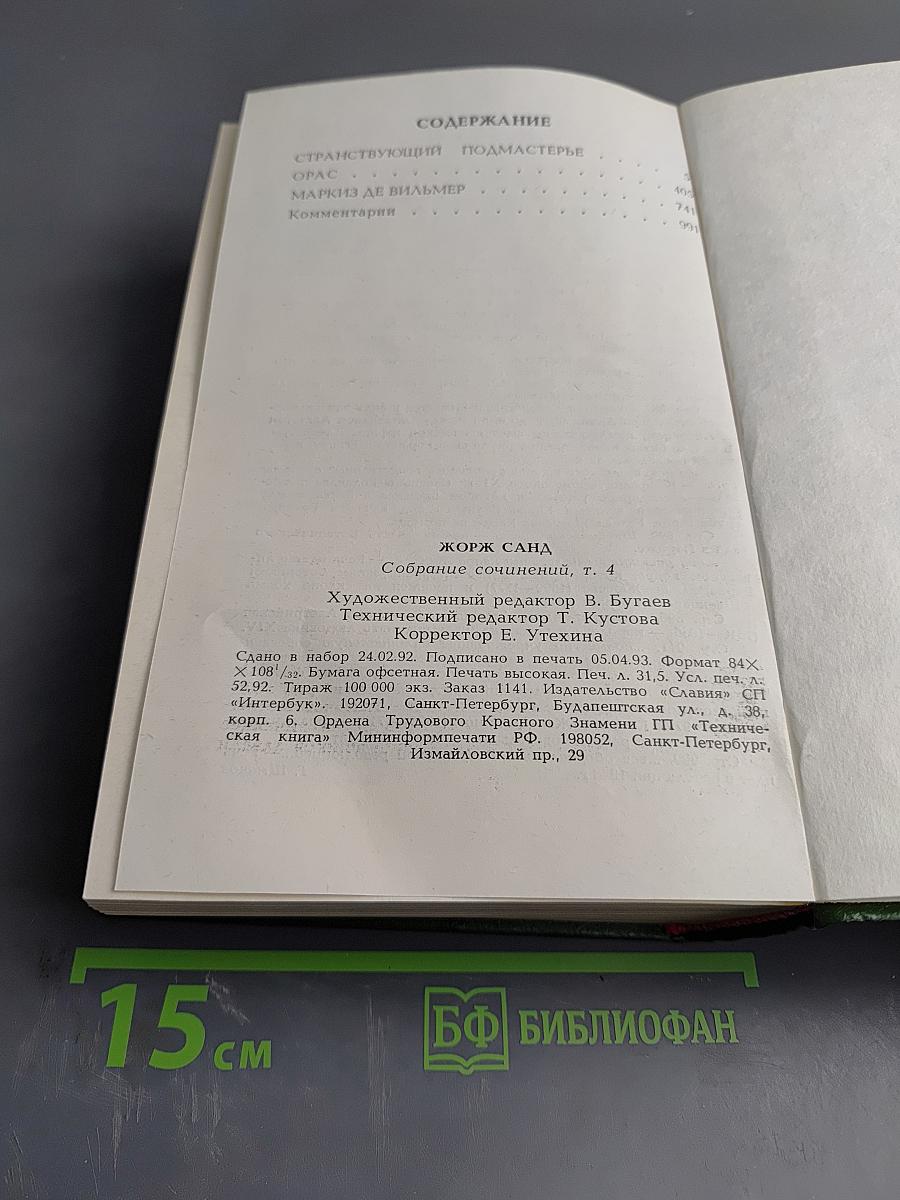 СОДЕРЖАНИЕ
СТРАНСТВУЮЩИЙ ПОДМАСТЕРЬЕ . . . . 5
ОРАС . . . . . . . . . . . . . . . 405
МАРКИЗ ДЕ ВИЛЬМЕР . . . . . . . . . 741
Комментарии . . . . . . . . . . . . 991
ЖОРЖ САНД
Собрание сочинений, т. 4
Художественный редактор В. Бугаев
Технический редактор Т. Кустова
Корректор Е. Утехина
Сдано в набор 24.02.92. Подписано в печать 05.04.93. Формат 84×
×108¹/₃₂. Бумага офсетная. Печать высокая. Печ. л. 31,5. Усл. печ. л.
52,92. Тираж 100 000 экз. Заказ 1141. Издательство «Славия» СП
«Интербук». 192071, Санкт-Петербург, Будапештская ул., д. 38,
корп. 6. Ордена Трудового Красного Знамени ГП «Техниче-
ская книга» Мининформпечати РФ. 198052, Санкт-Петербург,
Измайловский пр., 29
15 см
БФ БИБЛИОФАН